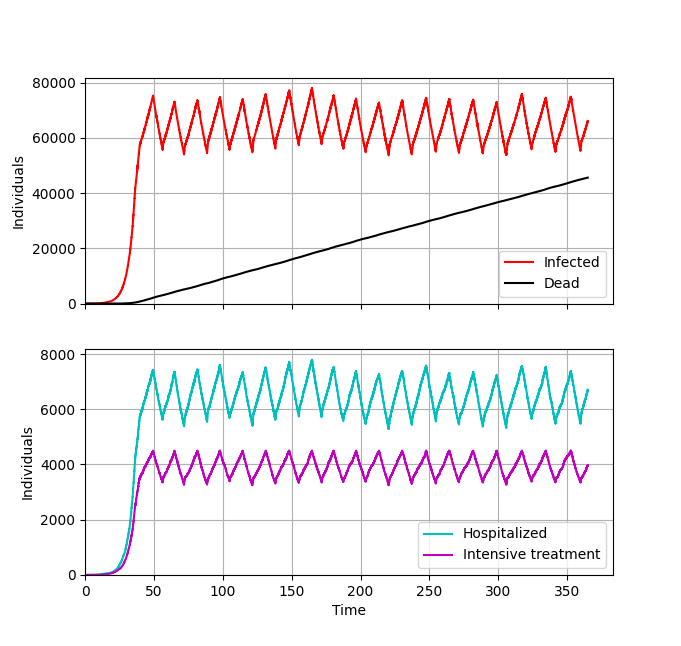 80000
60000
40000
20000
0
Individuals
Infected
Dead
8000
6000
4000
2000
0
Individuals
Hospitalized
Intensive treatment
0 50 100 150 200 250 300 350
Time